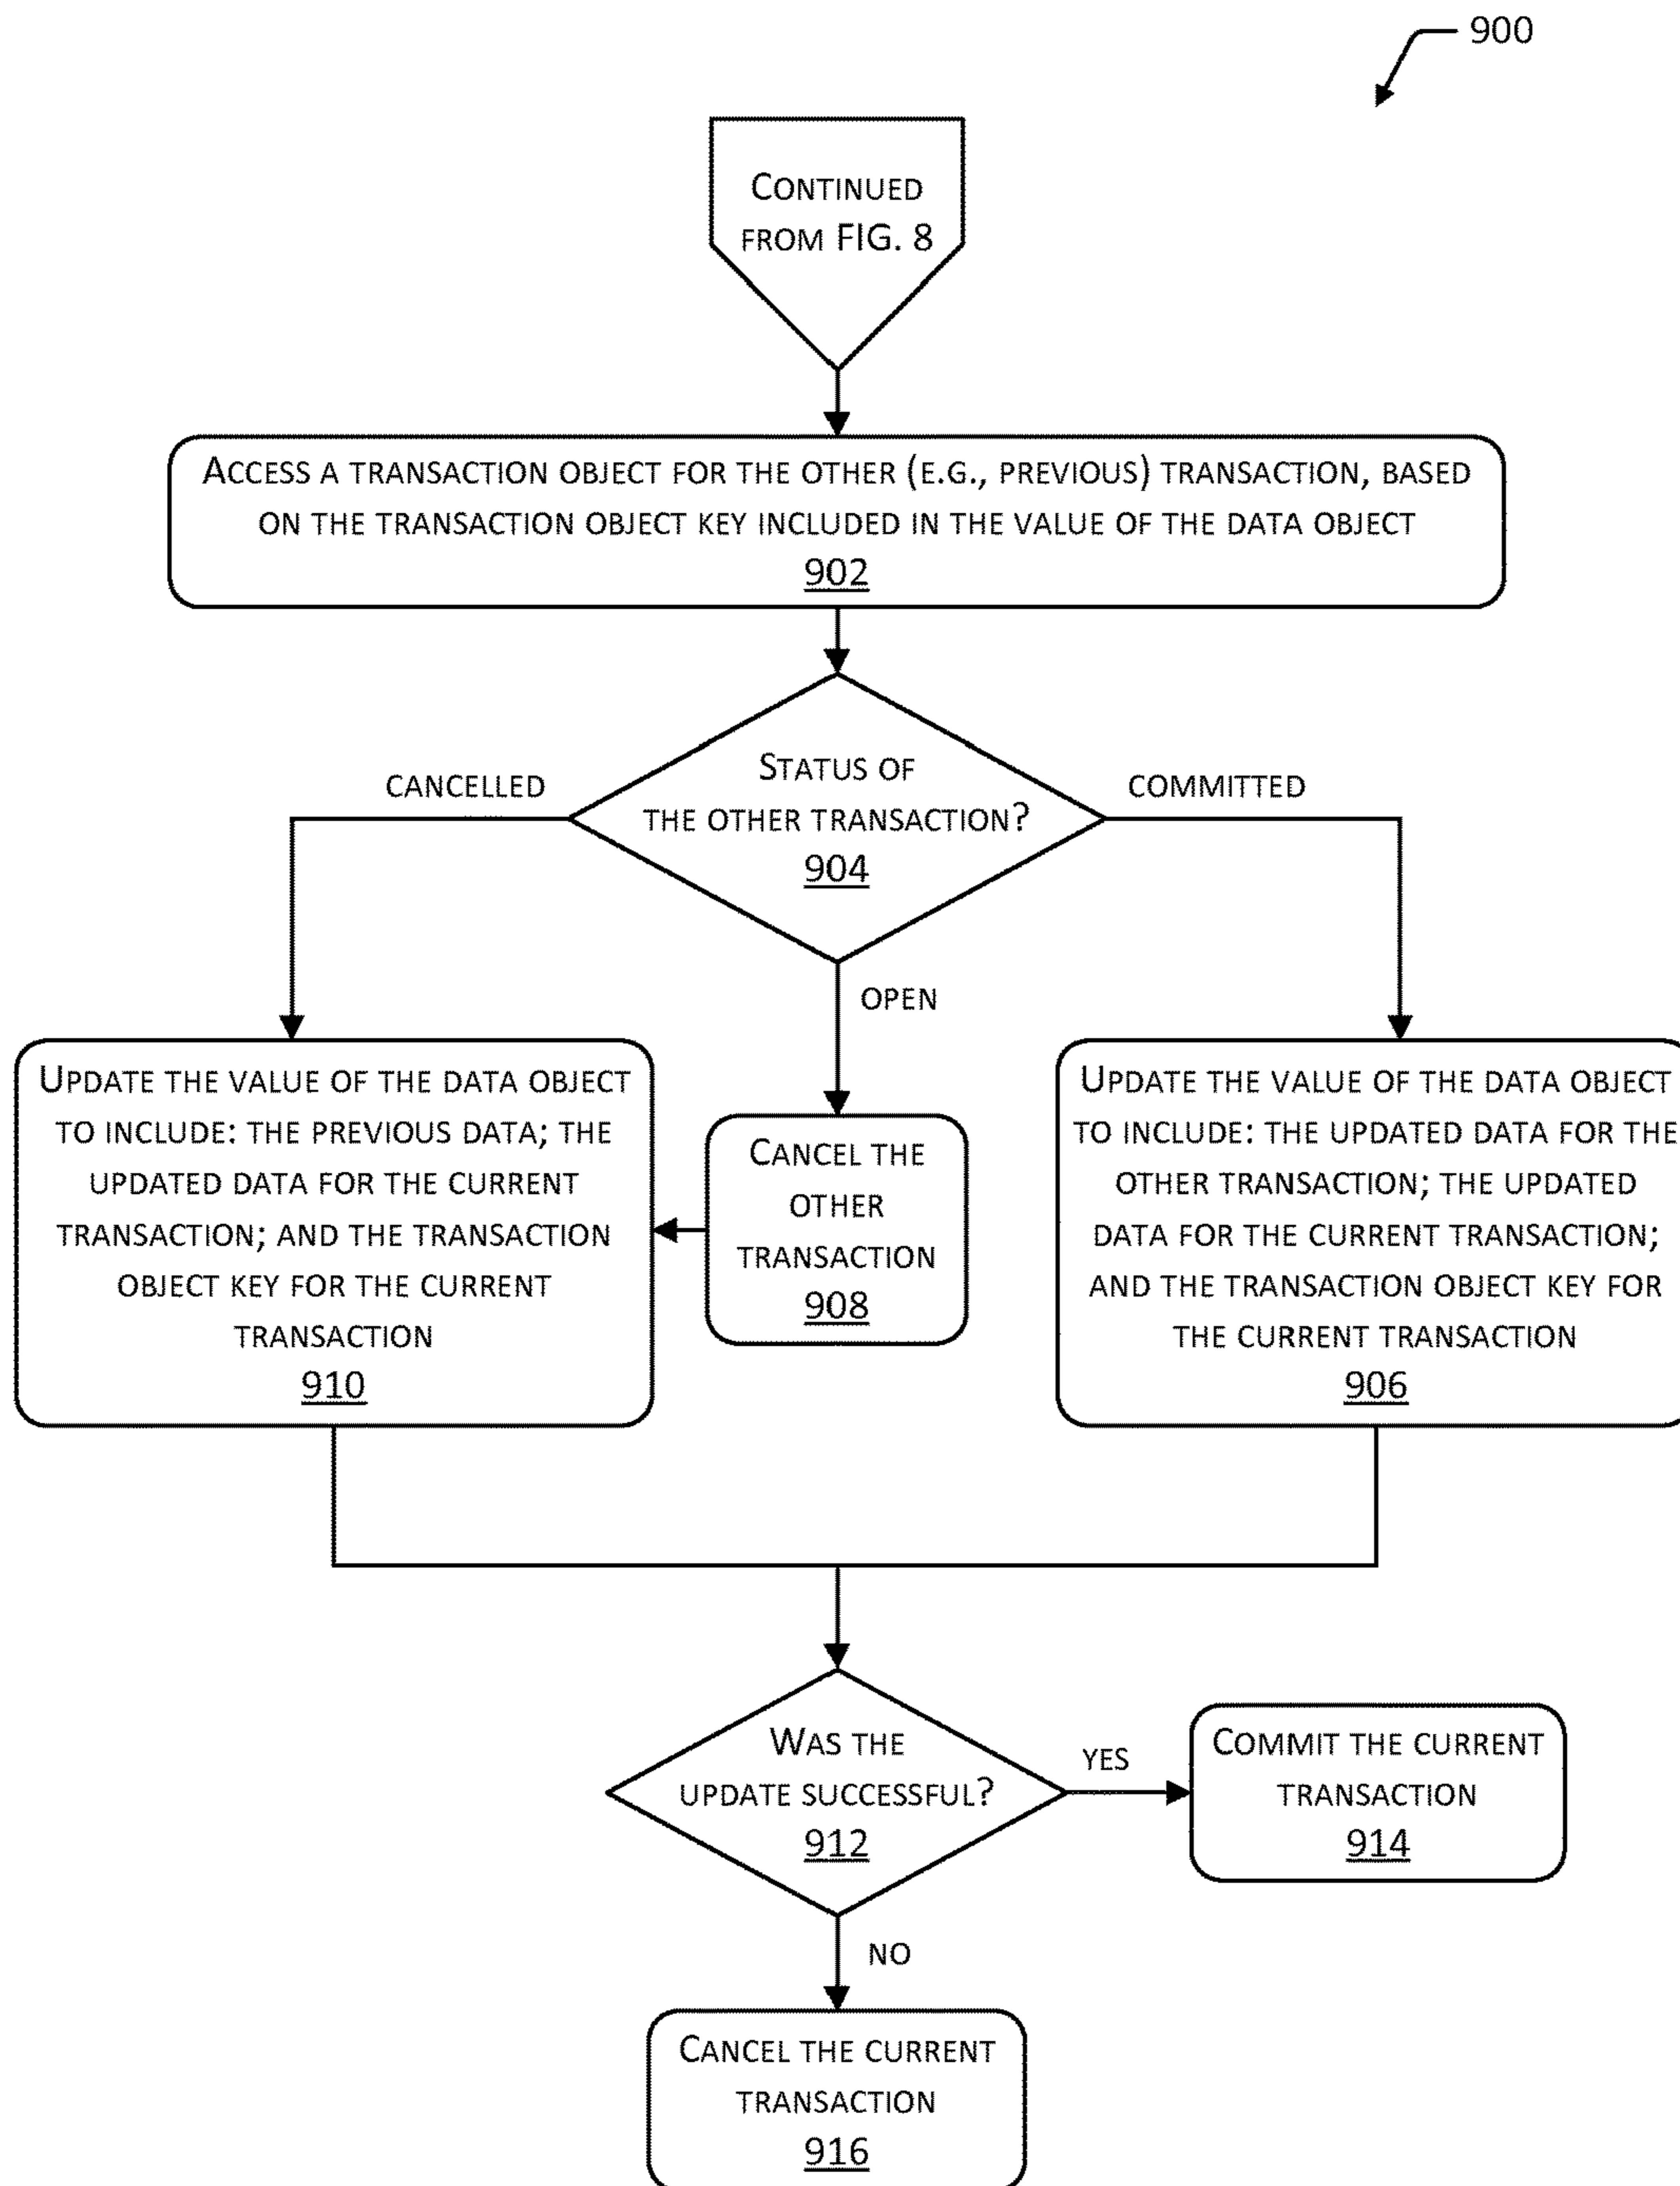 900
CONTINUED
FROM FIG. 8
ACCESS A TRANSACTION OBJECT FOR THE OTHER (E.G., PREVIOUS) TRANSACTION, BASED
ON THE TRANSACTION OBJECT KEY INCLUDED IN THE VALUE OF THE DATA OBJECT
902
STATUS OF
THE OTHER TRANSACTION?
904
CANCELLED
COMMITTED
OPEN
UPDATE THE VALUE OF THE DATA OBJECT
TO INCLUDE: THE PREVIOUS DATA; THE
UPDATED DATA FOR THE CURRENT
TRANSACTION; AND THE TRANSACTION
OBJECT KEY FOR THE CURRENT
TRANSACTION
910
CANCEL THE
OTHER
TRANSACTION
908
UPDATE THE VALUE OF THE DATA OBJECT
TO INCLUDE: THE UPDATED DATA FOR THE
OTHER TRANSACTION; THE UPDATED
DATA FOR THE CURRENT TRANSACTION;
AND THE TRANSACTION OBJECT KEY FOR
THE CURRENT TRANSACTION
906
WAS THE
UPDATE SUCCESSFUL?
912
YES
COMMIT THE CURRENT
TRANSACTION
914
NO
CANCEL THE CURRENT
TRANSACTION
916